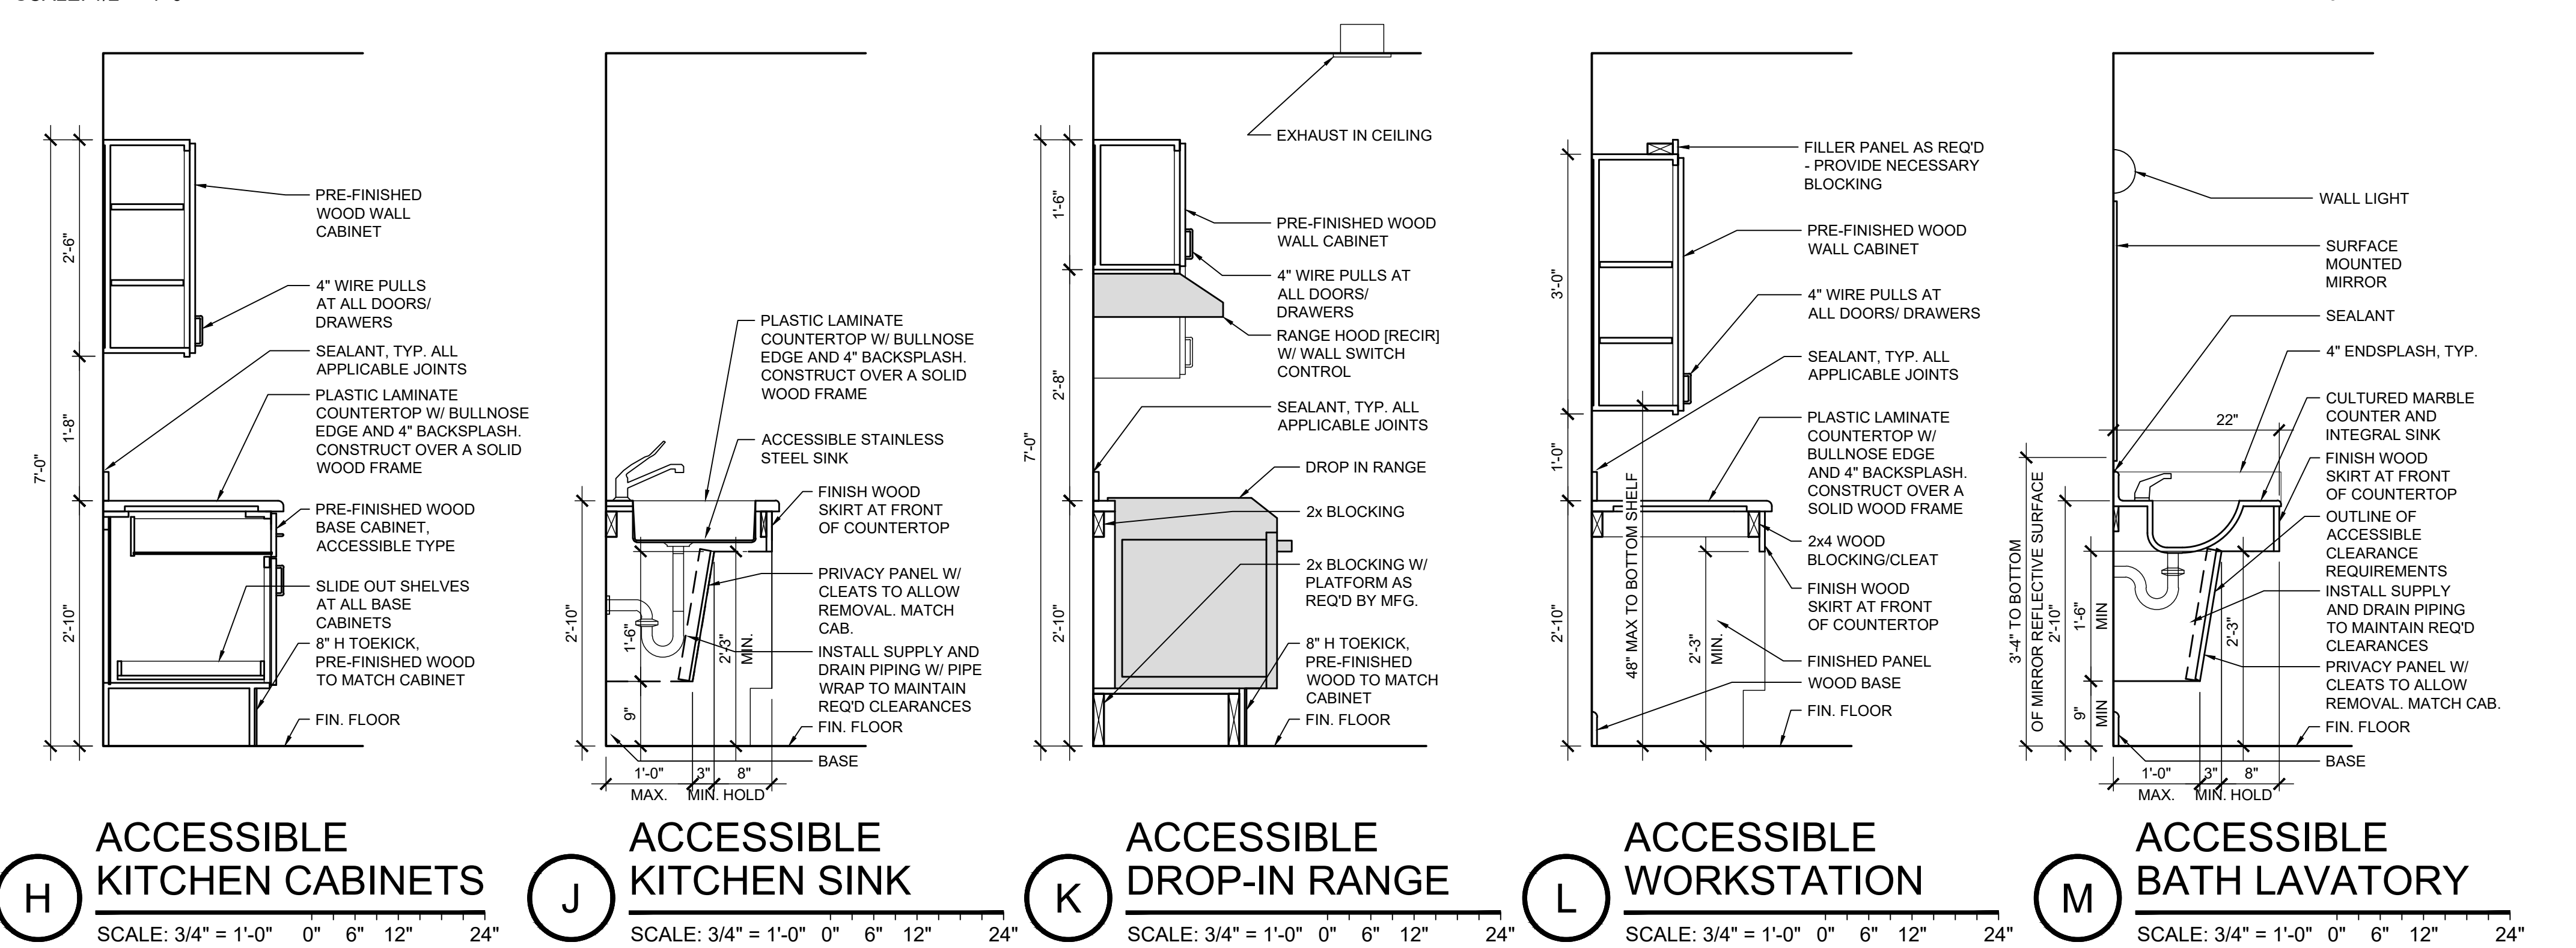 7'-0"
2'-6"
1'-8"
2'-10"
PRE-FINISHED
WOOD WALL
CABINET
4" WIRE PULLS
AT ALL DOORS/
DRAWERS
SEALANT, TYP. ALL
APPLICABLE JOINTS
PLASTIC LAMINATE
COUNTERTOP W/ BULLNOSE
EDGE AND 4" BACKSPLASH.
CONSTRUCT OVER A SOLID
WOOD FRAME
PRE-FINISHED WOOD
BASE CABINET,
ACCESSIBLE TYPE
SLIDE OUT SHELVES
AT ALL BASE
CABINETS
8" H TOEKICK,
PRE-FINISHED WOOD
TO MATCH CABINET
FIN. FLOOR
H
ACCESSIBLE
KITCHEN CABINETS
SCALE: 3/4" = 1'-0" 0" 6" 12" 24"
PLASTIC LAMINATE
COUNTERTOP W/ BULLNOSE
EDGE AND 4" BACKSPLASH.
CONSTRUCT OVER A SOLID
WOOD FRAME
ACCESSIBLE STAINLESS
STEEL SINK
FINISH WOOD
SKIRT AT FRONT
OF COUNTERTOP
PRIVACY PANEL W/
CLEATS TO ALLOW
REMOVAL. MATCH
CAB.
INSTALL SUPPLY AND
DRAIN PIPING W/ PIPE
WRAP TO MAINTAIN
REQ'D CLEARANCES
FIN. FLOOR
BASE
2'-10"
1'-6"
9"
2'-3"
MIN.
1'-0" 3" 8"
MAX. MIN. HOLD
J
ACCESSIBLE
KITCHEN SINK
SCALE: 3/4" = 1'-0" 0" 6" 12" 24"
7'-0"
1'-6"
2'-8"
2'-10"
EXHAUST IN CEILING
PRE-FINISHED WOOD
WALL CABINET
4" WIRE PULLS AT
ALL DOORS/
DRAWERS
RANGE HOOD [RECIR]
W/ WALL SWITCH
CONTROL
SEALANT, TYP. ALL
APPLICABLE JOINTS
DROP IN RANGE
2x BLOCKING
2x BLOCKING W/
PLATFORM AS
REQ'D BY MFG.
8" H TOEKICK,
PRE-FINISHED
WOOD TO MATCH
CABINET
FIN. FLOOR
K
ACCESSIBLE
DROP-IN RANGE
SCALE: 3/4" = 1'-0" 0" 6" 12" 24"
3'-0"
1'-0"
2'-10"
48" MAX TO BOTTOM SHELF
2'-3"
MIN.
FILLER PANEL AS REQ'D
- PROVIDE NECESSARY
BLOCKING
PRE-FINISHED WOOD
WALL CABINET
4" WIRE PULLS AT
ALL DOORS/ DRAWERS
SEALANT, TYP. ALL
APPLICABLE JOINTS
PLASTIC LAMINATE
COUNTERTOP W/
BULLNOSE EDGE
AND 4" BACKSPLASH.
CONSTRUCT OVER A
SOLID WOOD FRAME
2x4 WOOD
BLOCKING/CLEAT
FINISH WOOD
SKIRT AT FRONT
OF COUNTERTOP
FINISHED PANEL
WOOD BASE
FIN. FLOOR
L
ACCESSIBLE
WORKSTATION
SCALE: 3/4" = 1'-0" 0" 6" 12" 24"
WALL LIGHT
SURFACE
MOUNTED
MIRROR
SEALANT
4" ENDSPLASH, TYP.
CULTURED MARBLE
COUNTER AND
INTEGRAL SINK
FINISH WOOD
SKIRT AT FRONT
OF COUNTERTOP
OUTLINE OF
ACCESSIBLE
CLEARANCE
REQUIREMENTS
INSTALL SUPPLY
AND DRAIN PIPING
TO MAINTAIN REQ'D
CLEARANCES
PRIVACY PANEL W/
CLEATS TO ALLOW
REMOVAL. MATCH CAB.
FIN. FLOOR
BASE
22"
3'-4" TO BOTTOM
OF MIRROR REFLECTIVE SURFACE
2'-10"
1'-6"
MIN
9"
MIN
2'-3"
1'-0" 3" 8"
MAX. MIN. HOLD
M
ACCESSIBLE
BATH LAVATORY
SCALE: 3/4" = 1'-0" 0" 6" 12" 24"